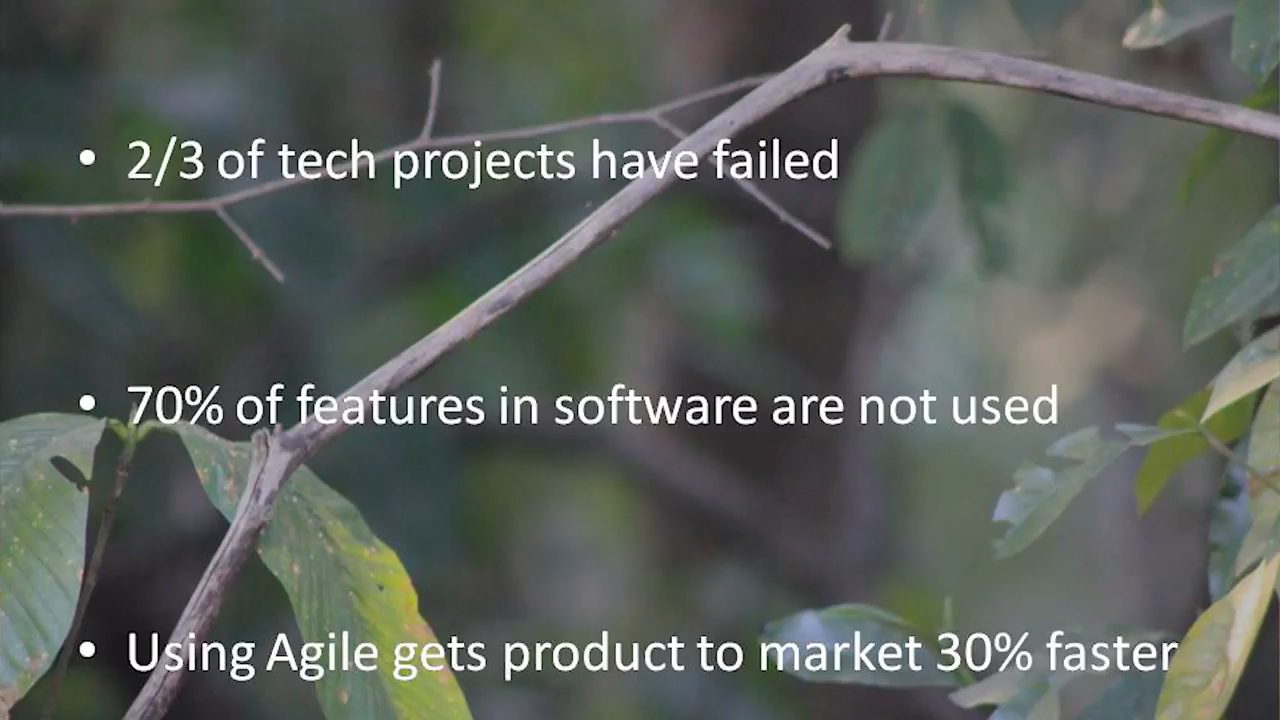 • 2/3 of tech projects have failed
• 70% of features in software are not used
• Using Agile gets product to market 30% faster